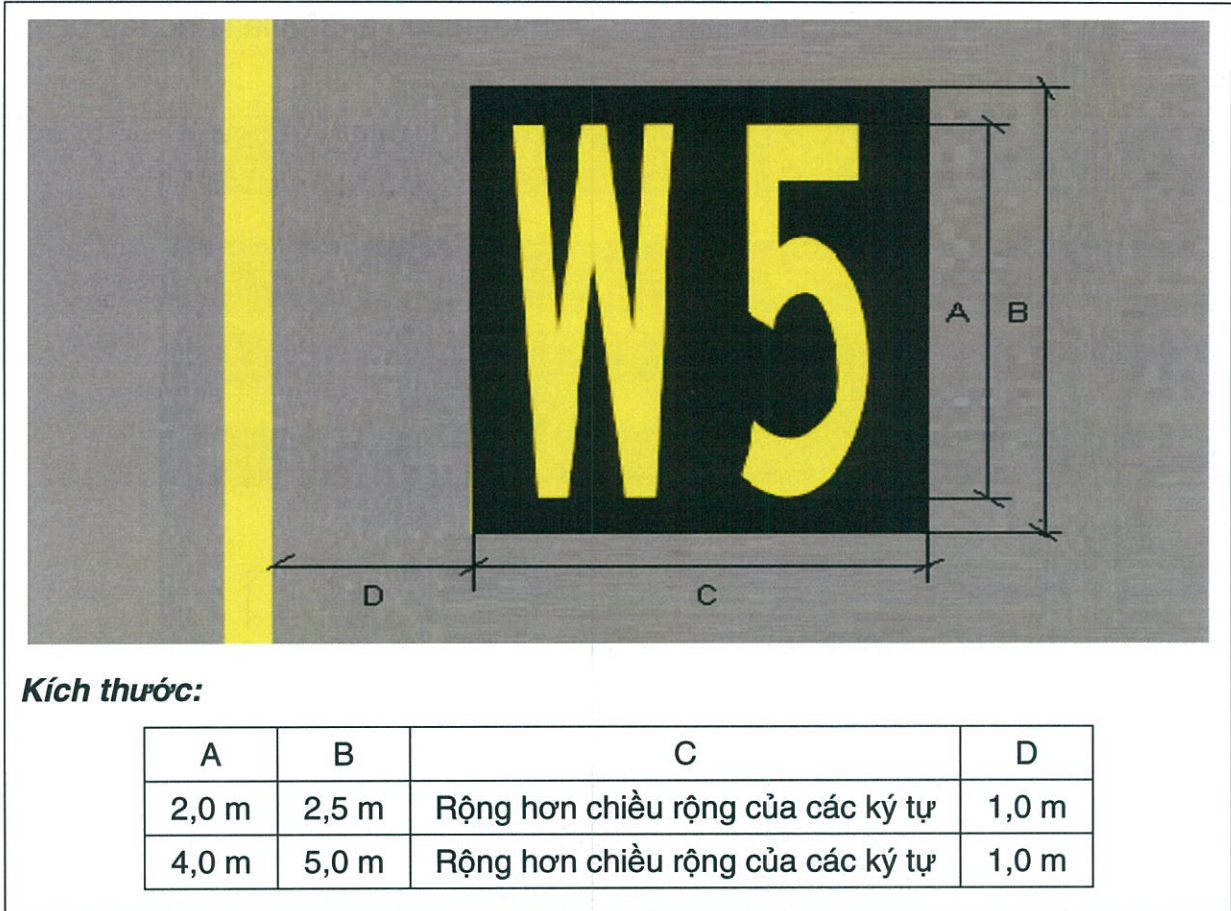 W 5
A B
D C
Kích thước:
A B C D
2,0 m 2,5 m Rộng hơn chiều rộng của các ký tự 1,0 m
4,0 m 5,0 m Rộng hơn chiều rộng của các ký tự 1,0 m